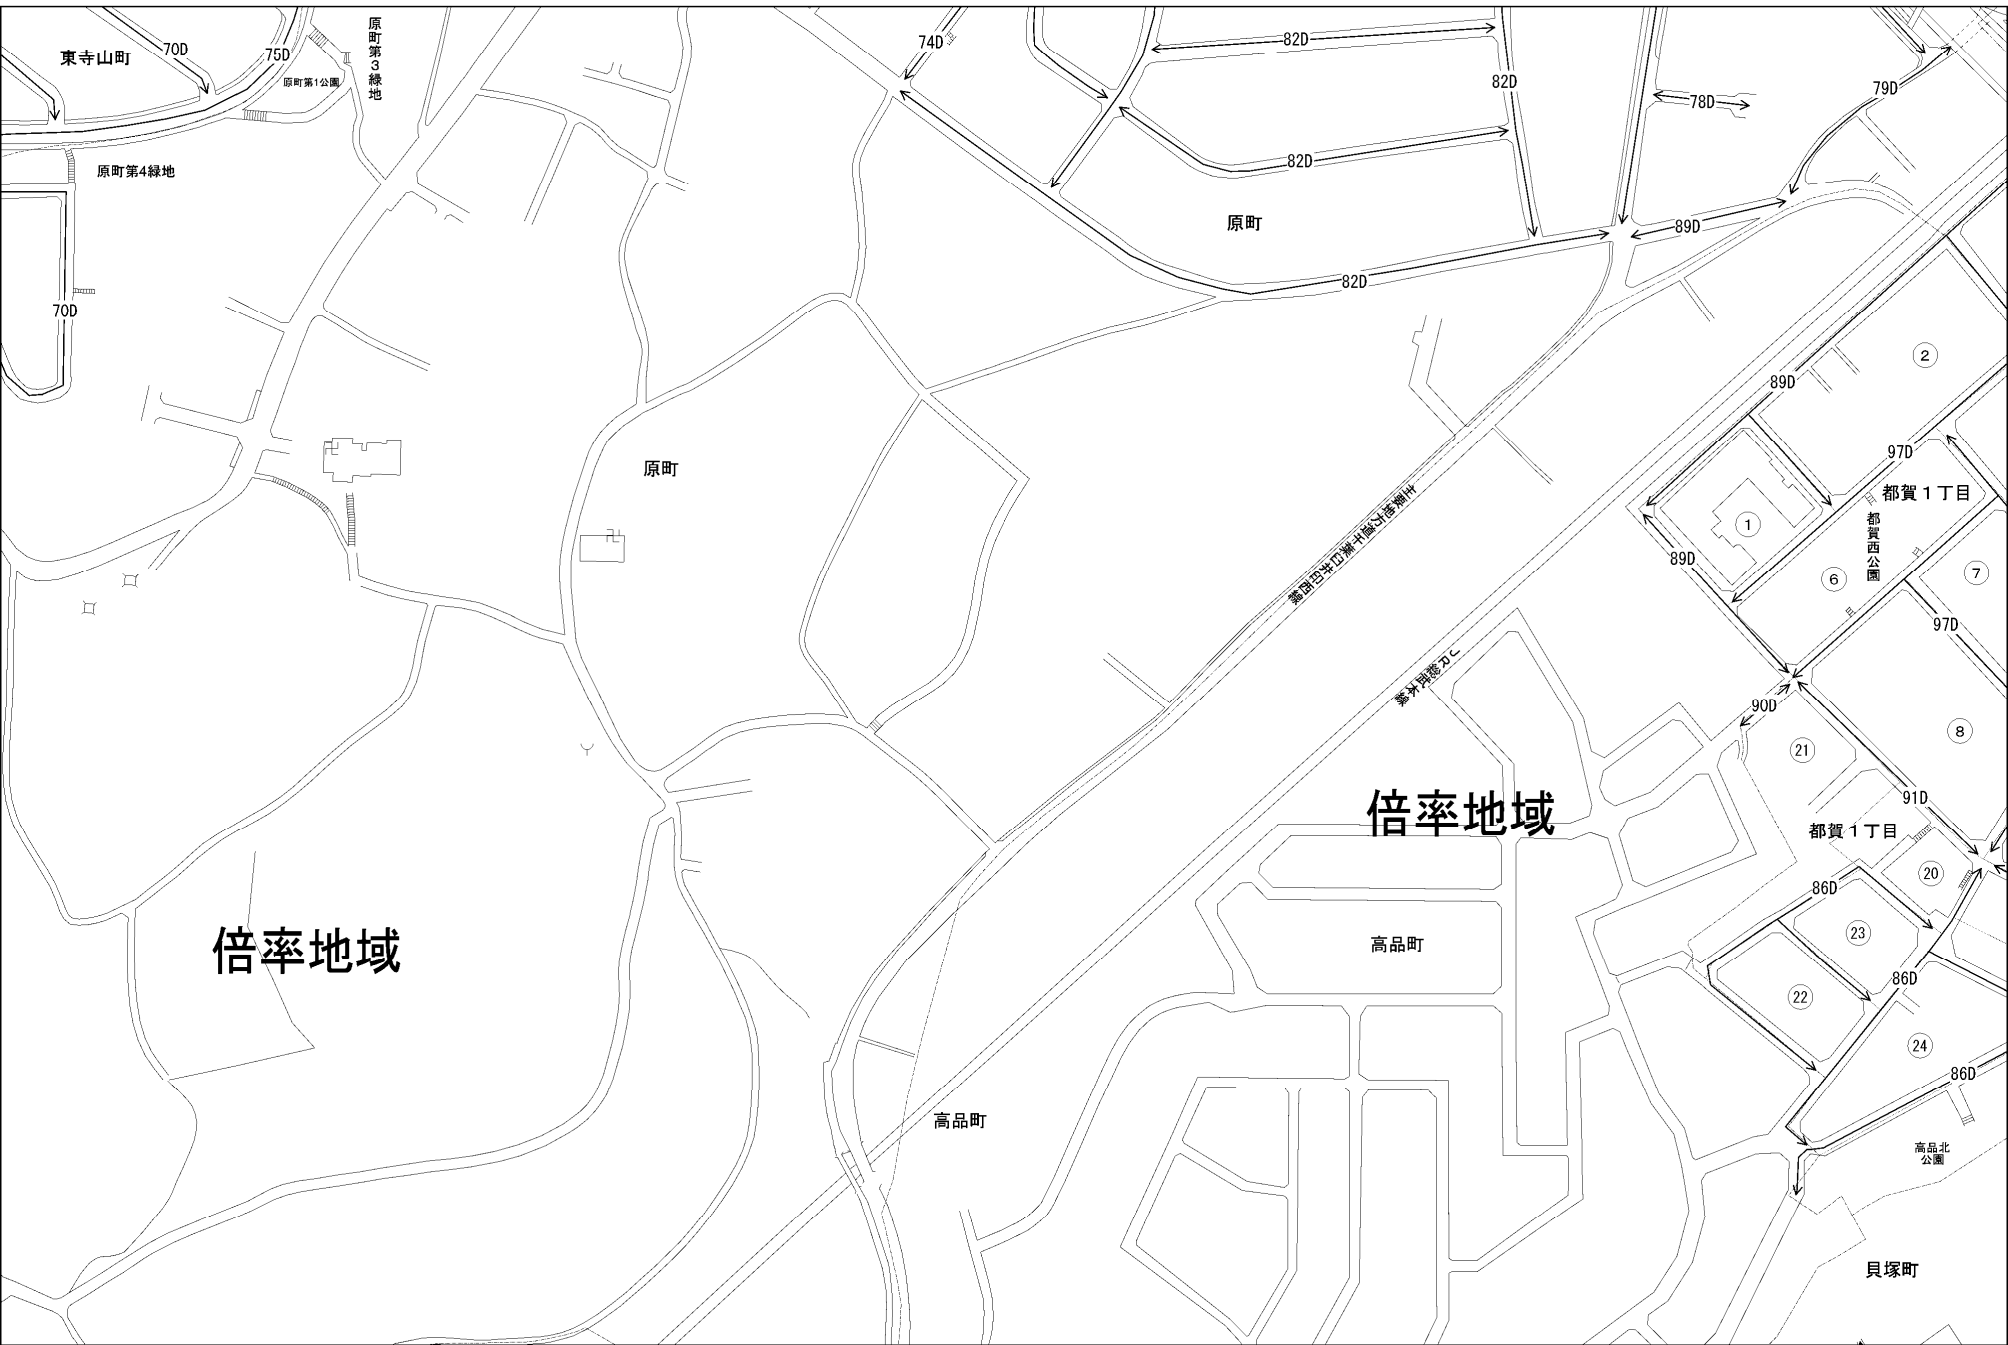 東寺山町
70D
75D
原町第3緑地
原町第1公園
原町第4緑地
70D
74D
82D
82D
82D
原町
82D
78D
79D
89D
89D
2
97D
都賀1丁目
都賀西公園
1
89D
6
7
97D
原町
主要地方道千葉臼井印西線
JR総武本線
90D
21
8
91D
都賀1丁目
20
倍率地域
86D
23
86D
22
24
86D
高品町
倍率地域
高品町
高品北
公園
貝塚町